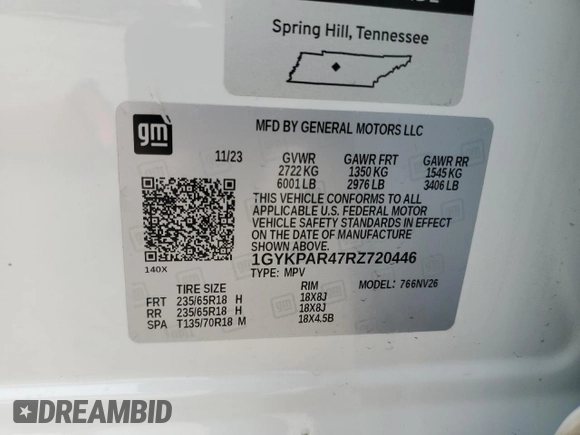 Spring Hill, Tennessee
gm
MFD BY GENERAL MOTORS LLC
11/23 GVWR GAWR FRT GAWR RR
2722 KG 1350 KG 1545 KG
6001 LB 2976 LB 3406 LB
THIS VEHICLE CONFORMS TO ALL
APPLICABLE U.S. FEDERAL MOTOR
VEHICLE SAFETY STANDARDS IN EFFECT
ON THE DATE OF MANUFACTURE
SHOWN ABOVE.
1GYKPAR47RZ720446
140X TYPE: MPV MODEL: 766NV26
TIRE SIZE RIM
FRT 235/65R18 H 18X8J
RR 235/65R18 H 18X8J
SPA T135/70R18 M 18X4.5B
DREAMBID